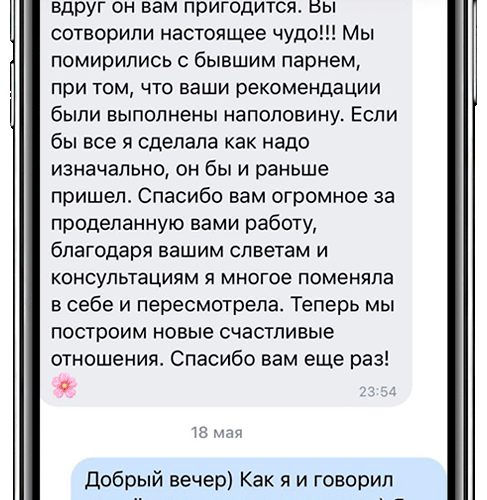 вдруг он вам пригодится. Вы
сотворили настоящее чудо!!! Мы
помирились с бывшим парнем,
при том, что ваши рекомендации
были выполнены наполовину. Если
бы все я сделала как надо
изначально, он бы и раньше
пришел. Спасибо вам огромное за
проделанную вами работу,
благодаря вашим слветам и
консультациям я многое поменяла
в себе и пересмотрела. Теперь мы
построим новые счастливые
отношения. Спасибо вам еще раз!
🌸 23:54
18 мая
Добрый вечер) Как я и говорил